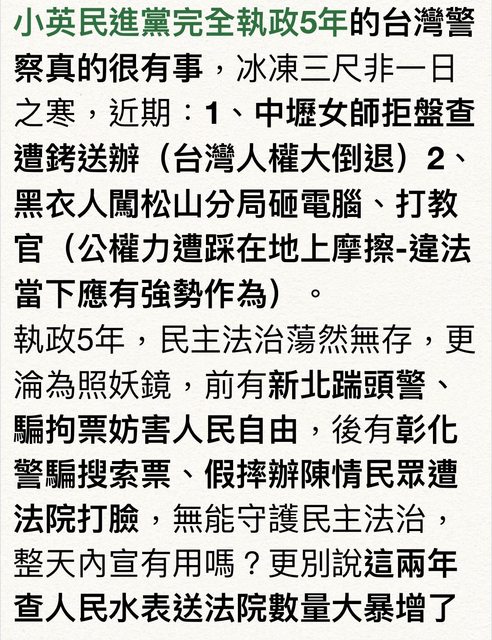 小英民進黨完全執政5年的台灣警
察真的很有事，冰凍三尺非一日
之寒，近期：1、中壢女師拒盤查
遭銬送辦（台灣人權大倒退）2、
黑衣人闖松山分局砸電腦、打教
官（公權力遭踩在地上摩擦-違法
當下應有強勢作為）。
執政5年，民主法治蕩然無存，更
淪為照妖鏡，前有新北踹頭警、
騙拘票妨害人民自由，後有彰化
警騙搜索票、假摔辦陳情民眾遭
法院打臉，無能守護民主法治，
整天內宣有用嗎？更別說這兩年
查人民水表送法院數量大暴增了